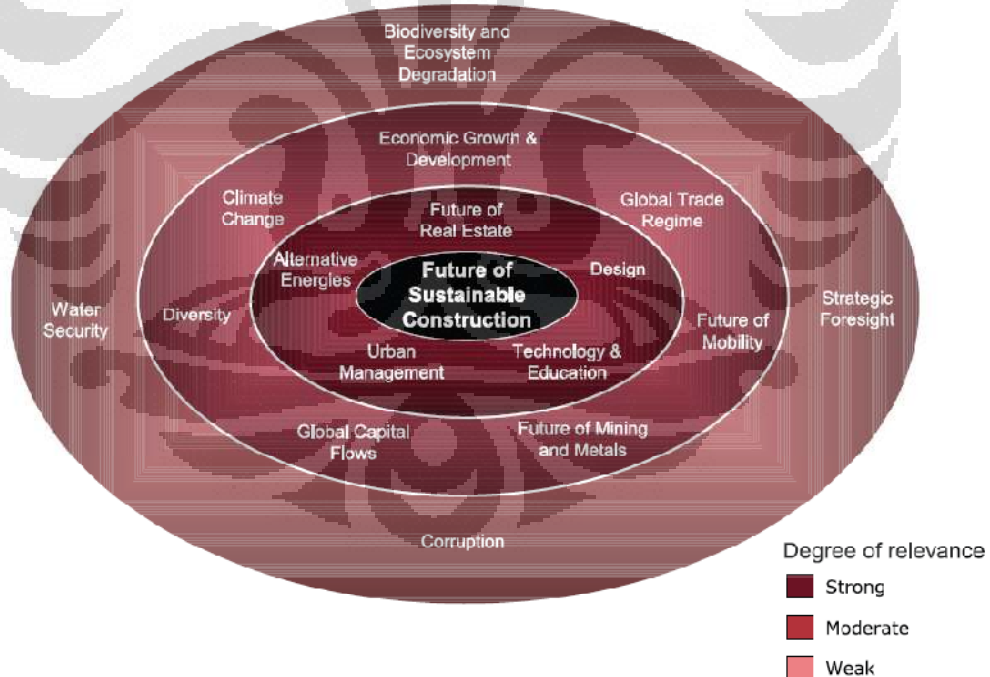 Biodiversity and
Ecosystem
Degradation
Economic Growth &
Development
Climate
Change
Global Trade
Regime
Future of
Real Estate
Alternative
Energies
Design
Future of
Sustainable
Construction
Water
Security
Diversity
Future of
Mobility
Strategic
Foresight
Urban
Management
Technology &
Education
Global Capital
Flows
Future of Mining
and Metals
Corruption
Degree of relevance
Strong
Moderate
Weak